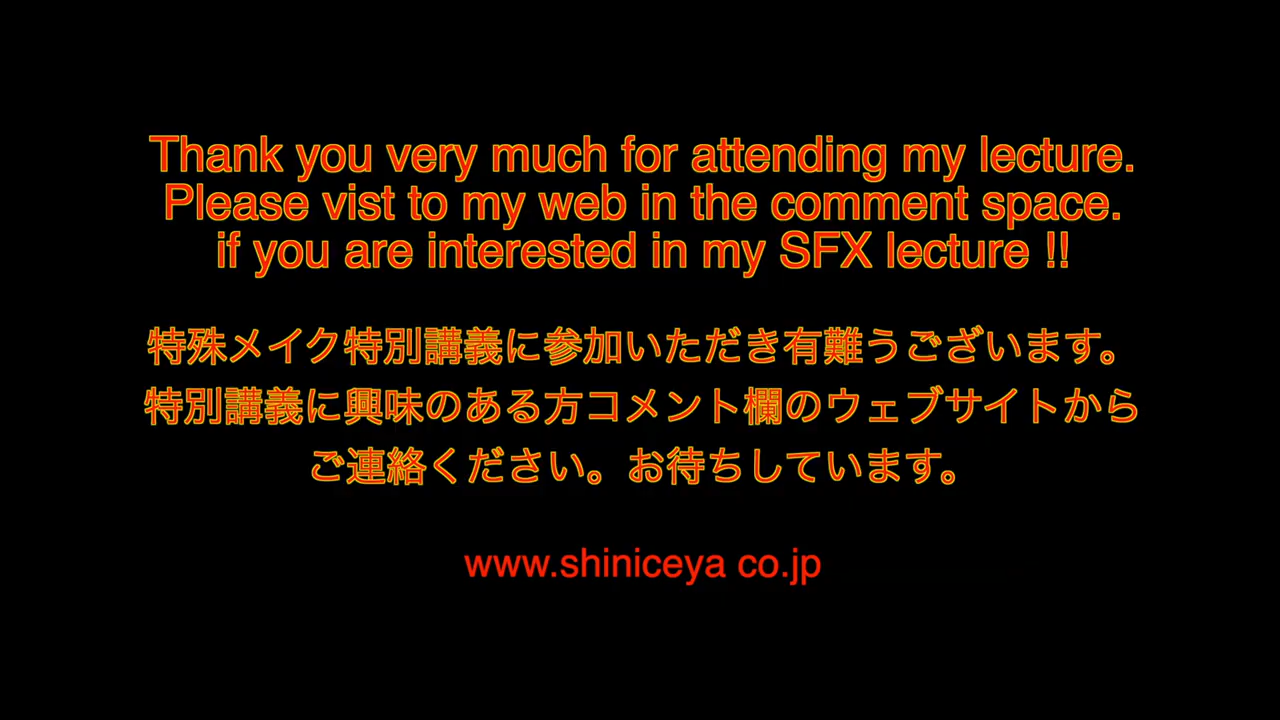 Thank you very much for attending my lecture.
Please vist to my web in the comment space.
if you are interested in my SFX lecture !!
特殊メイク特別講義に参加いただき有難うございます。
特別講義に興味のある方コメント欄のウェブサイトから
ご連絡ください。お待ちしています。
www.shiniceya co.jp